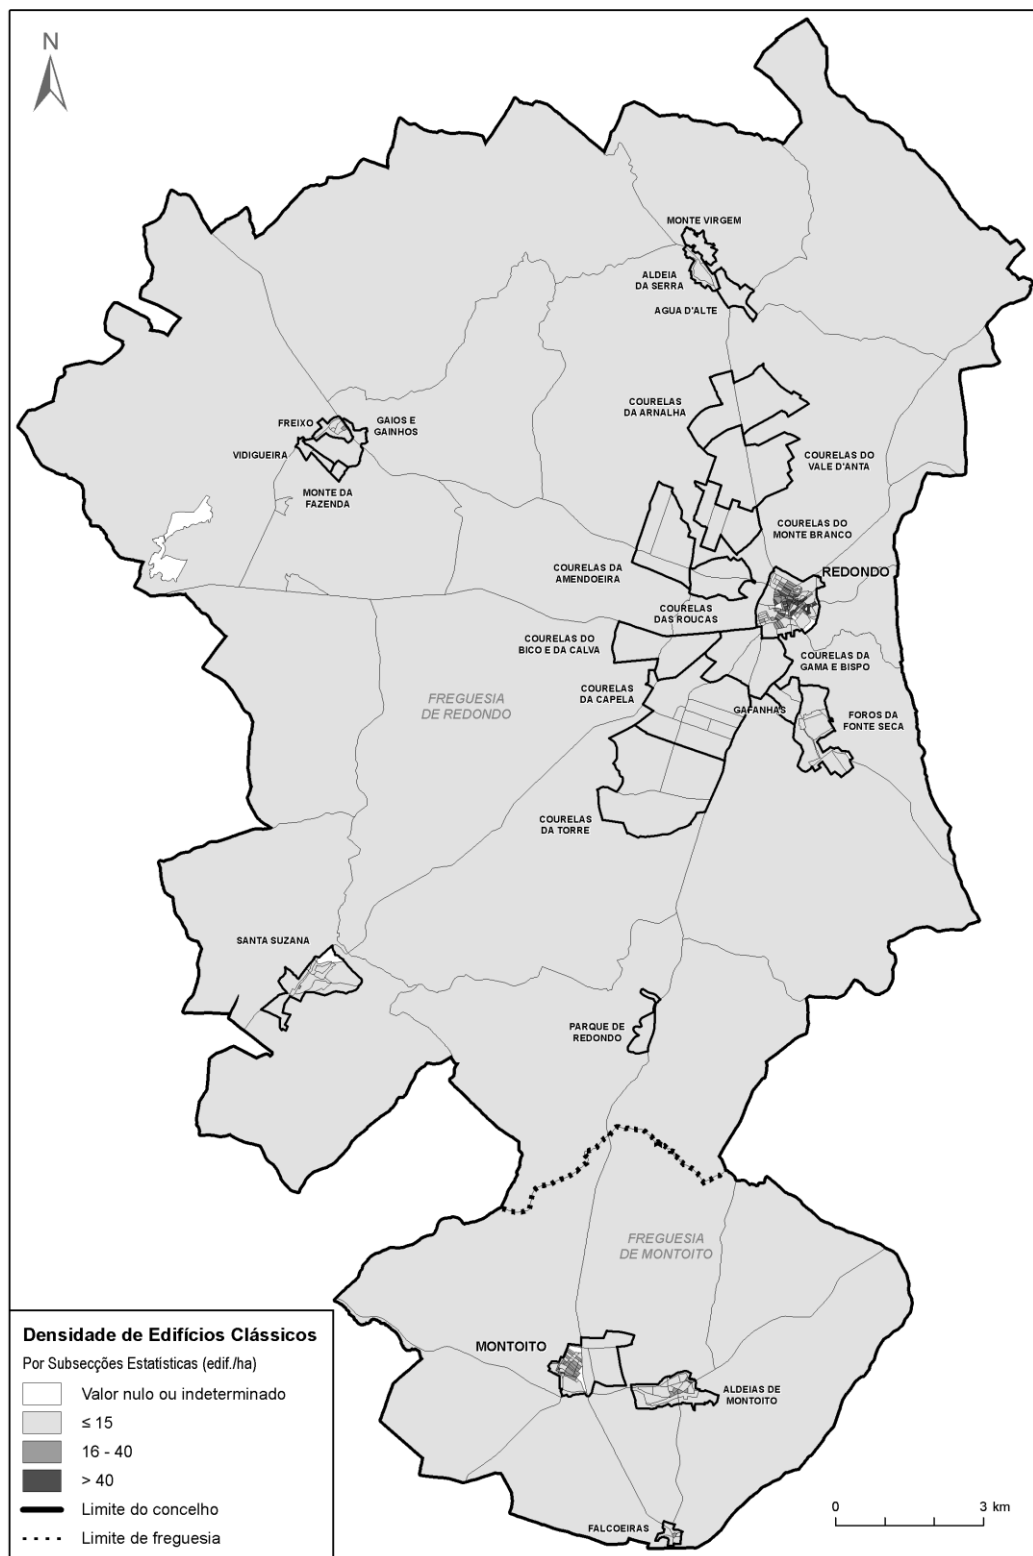 N
MONTE VIRGEM
ALDEIA
DA SERRA
AGUA D'ALTE
COURELAS
DA ARNALHA
FREIXO
GAIOS E
GAINHOS
VIDIGUEIRA
COURELAS DO
VALE D'ANTA
MONTE DA
FAZENDA
COURELAS DO
MONTE BRANCO
COURELAS DA
AMENDOEIRA
REDONDO
COURELAS
DAS ROUCAS
COURELAS DO
BICO E DA CALVA
COURELAS DA
GAMA E BISPO
COURELAS
DA CAPELA
FREGUESIA
DE REDONDO
GAFANHAS
FOROS DA
FONTE SECA
COURELAS
DA TORRE
SANTA SUZANA
PARQUE DE
REDONDO
FREGUESIA
DE MONTOITO
MONTOITO
ALDEIAS DE
MONTOITO
FALCOEIRAS
Densidade de Edifícios Clássicos
Por Subsecções Estatisticas (edif./ha)
Valor nulo ou indeterminado
≤ 15
16 - 40
> 40
Limite do concelho
Limite de freguesia
0 3 km